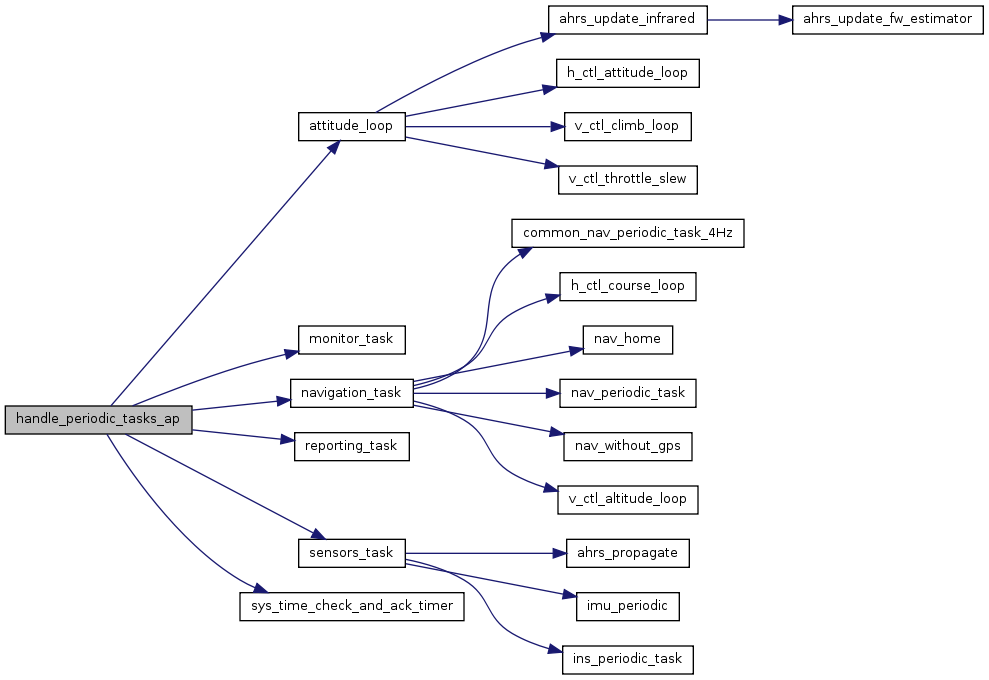 ahrs_update_infrared
ahrs_update_fw_estimator
h_ctl_attitude_loop
attitude_loop
v_ctl_climb_loop
v_ctl_throttle_slew
common_nav_periodic_task_4Hz
h_ctl_course_loop
monitor_task
nav_home
navigation_task
nav_periodic_task
handle_periodic_tasks_ap
reporting_task
nav_without_gps
v_ctl_altitude_loop
sensors_task
ahrs_propagate
sys_time_check_and_ack_timer
imu_periodic
ins_periodic_task